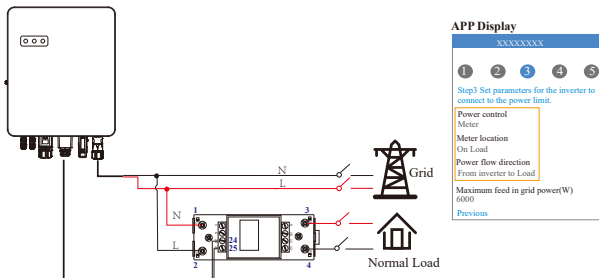 APP Display
XXXXXXXX
1 2 3 4 5
Step3 Set parameters for the inverter to
connect to the power limit.
Power control
Meter
Meter location
On Load
Power flow direction
From inverter to Load
Maximum feed in grid power(W)
6000
Previous
N
L
Grid
N
L
1
3
24
25
2
4
Normal Load